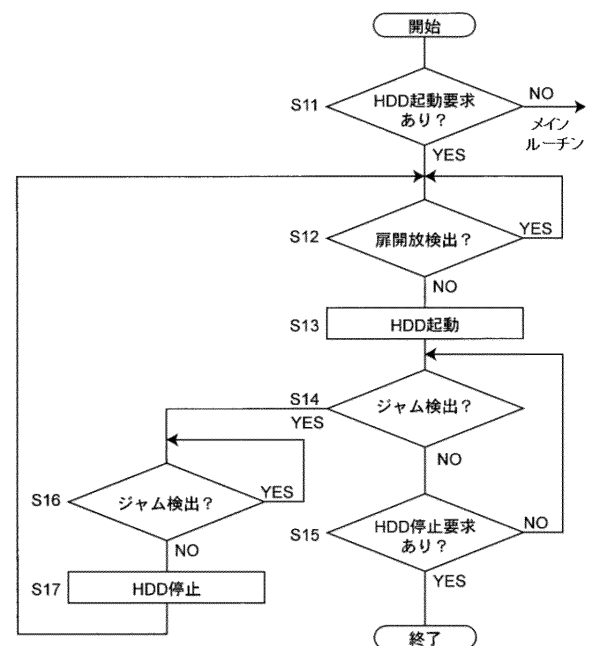 開始
S11
HDD起動要求
あり？
NO
メイン
ルーチン
YES
S12
扉開放検出？
YES
NO
S13
HDD起動
S14
ジャム検出？
YES
NO
S16
ジャム検出？
YES
NO
S15
HDD停止要求
あり？
NO
YES
S17
HDD停止
終了